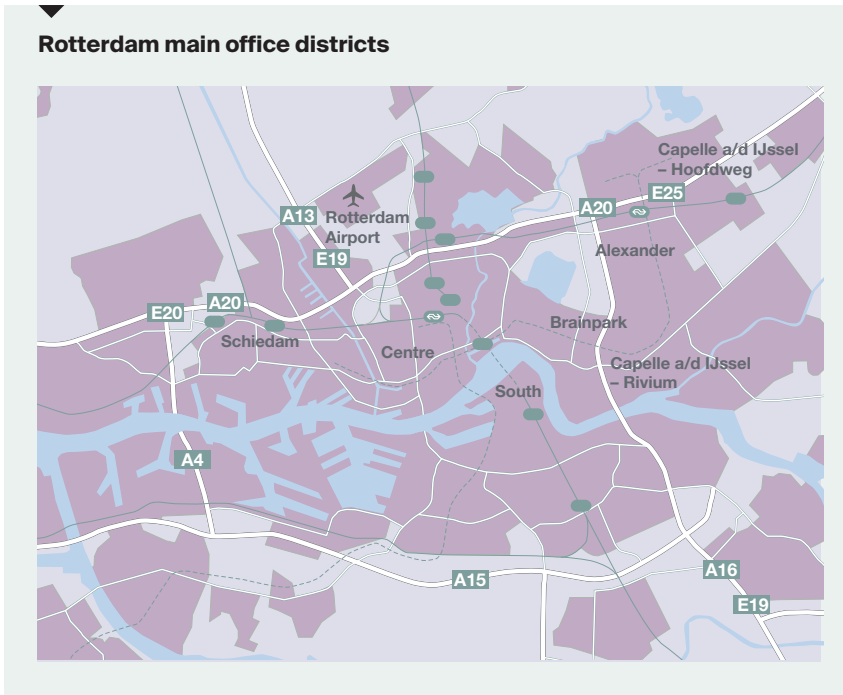 Rotterdam main office districts
Capelle a/d IJssel
– Hoofdweg
E25
A20
A13
Rotterdam
Airport
Alexander
E19
A20
E20
Brainpark
Schiedam
Centre
Capelle a/d IJssel
– Rivium
South
A4
A16
A15
E19